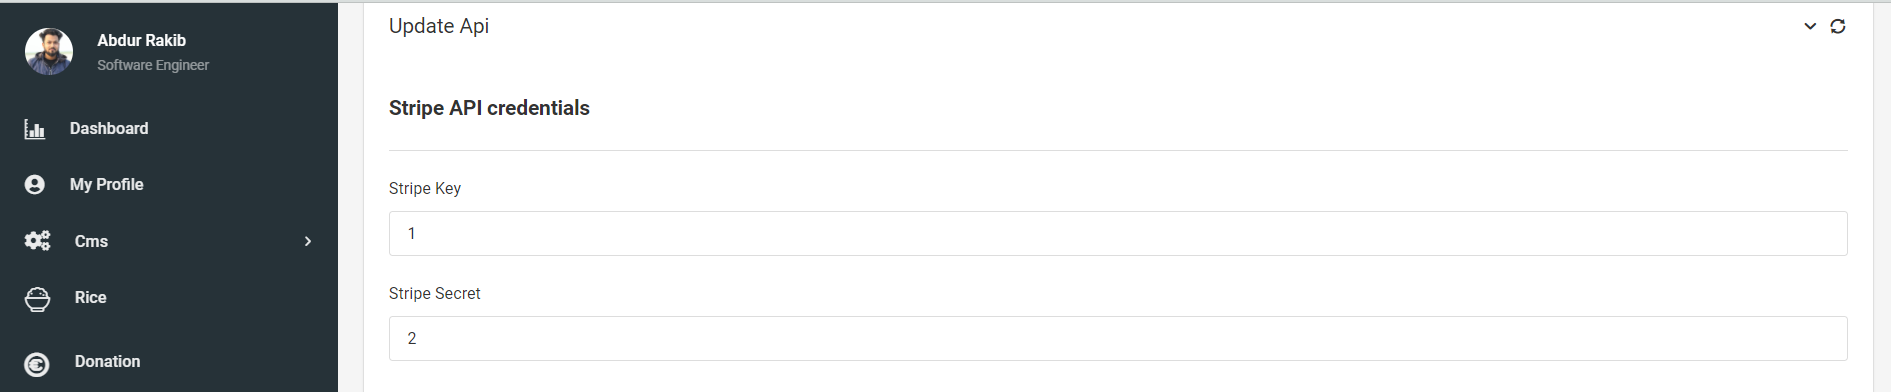 Abdur Rakib
Software Engineer
Dashboard
My Profile
Cms
Rice
Donation
Update Api
Stripe API credentials
Stripe Key
1
Stripe Secret
2